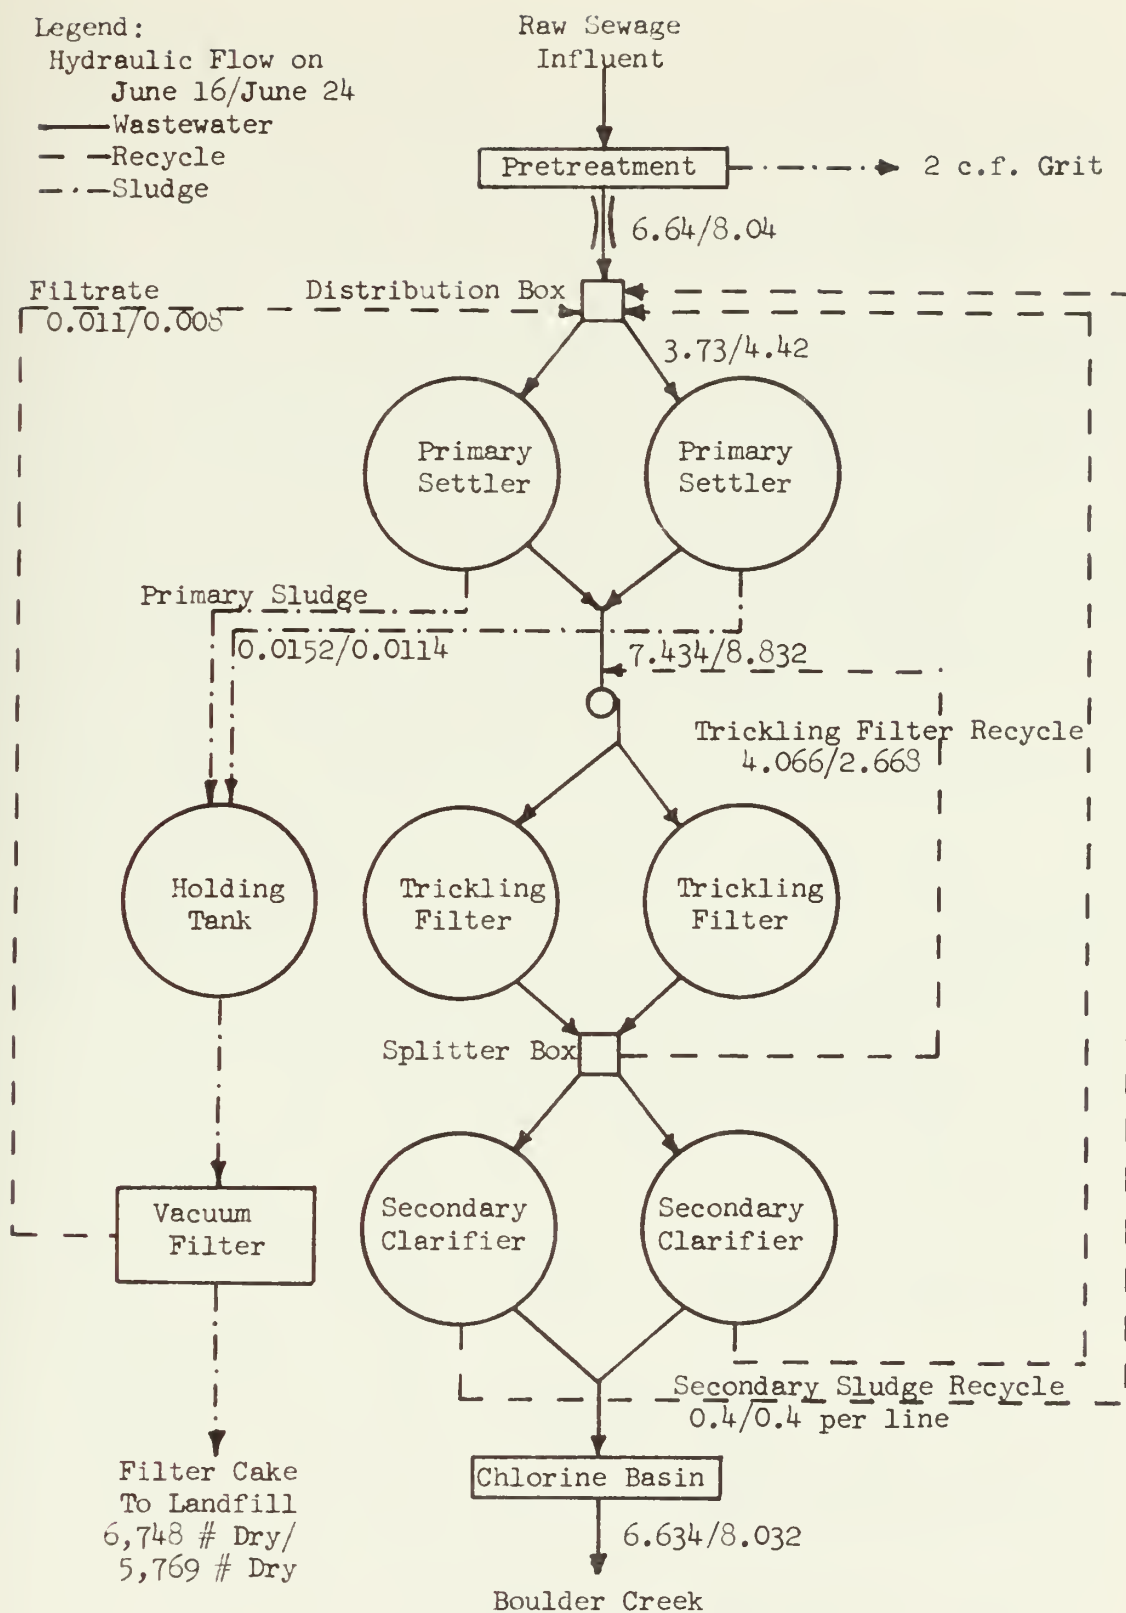 Legend:
Hydraulic Flow on
June 16/June 24
Wastewater
Recycle
Sludge
Raw Sewage
Influent
Pretreatment
2 c.f. Grit
6.64/8.04
Filtrate
0.011/0.008
Distribution Box
3.73/4.42
Primary
Settler
Primary
Settler
Primary Sludge
0.0152/0.0114
7.434/8.832
Trickling Filter Recycle
4.066/2.668
Holding
Tank
Trickling
Filter
Trickling
Filter
Splitter Box
Vacuum
Filter
Secondary
Clarifier
Secondary
Clarifier
Secondary Sludge Recycle
0.4/0.4 per line
Filter Cake
To Landfill
6,748 # Dry/
5,769 # Dry
Chlorine Basin
6.634/8.032
Boulder Creek